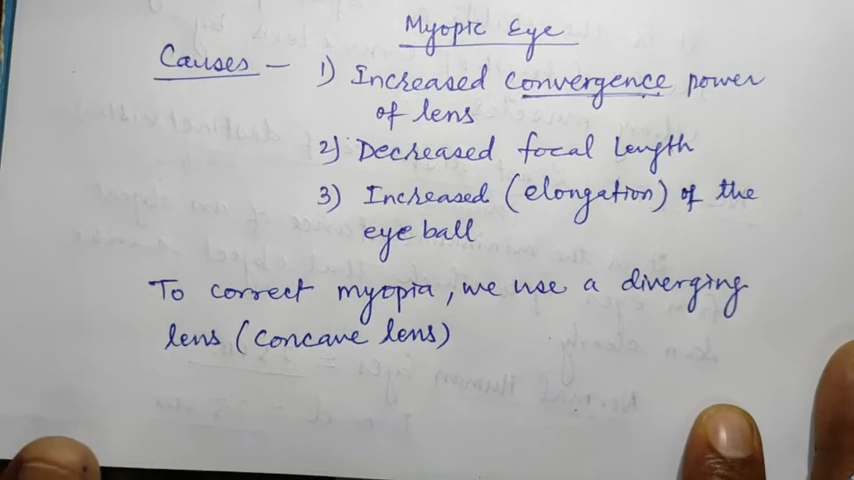 Myopic Eye
Causes - 1) Increased convergence power
of lens
2) Decreased focal length
3) Increased (elongation) of the
eye ball
To correct myopia, we use a diverging
lens (concave lens)